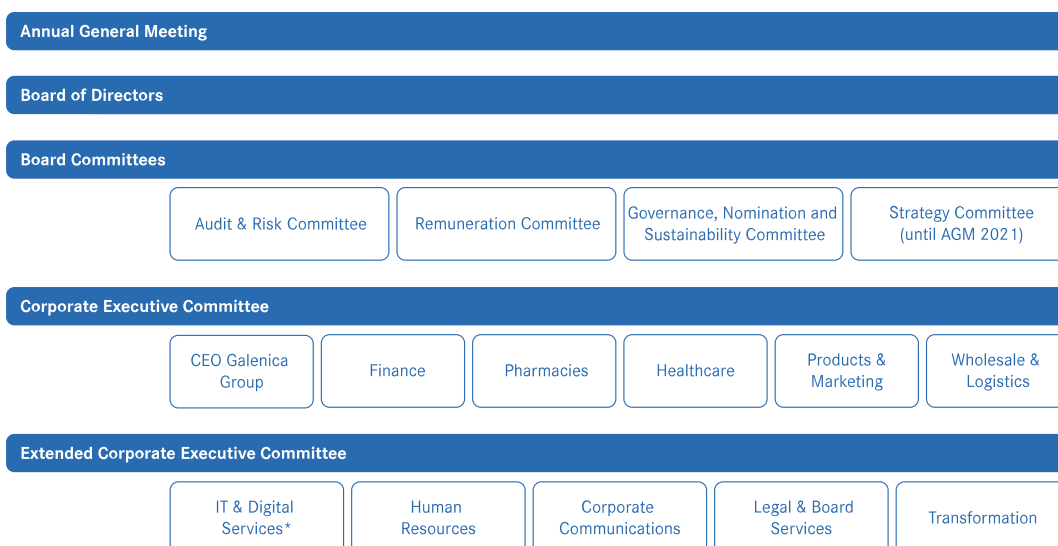 Annual General Meeting
Board of Directors
Board Committees
Audit & Risk Committee
Remuneration Committee
Governance, Nomination and
Sustainability Committee
Strategy Committee
(until AGM 2021)
Corporate Executive Committee
CEO Galenica
Group
Finance
Pharmacies
Healthcare
Products &
Marketing
Wholesale &
Logistics
Extended Corporate Executive Committee
IT & Digital
Services*
Human
Resources
Corporate
Communications
Legal & Board
Services
Transformation